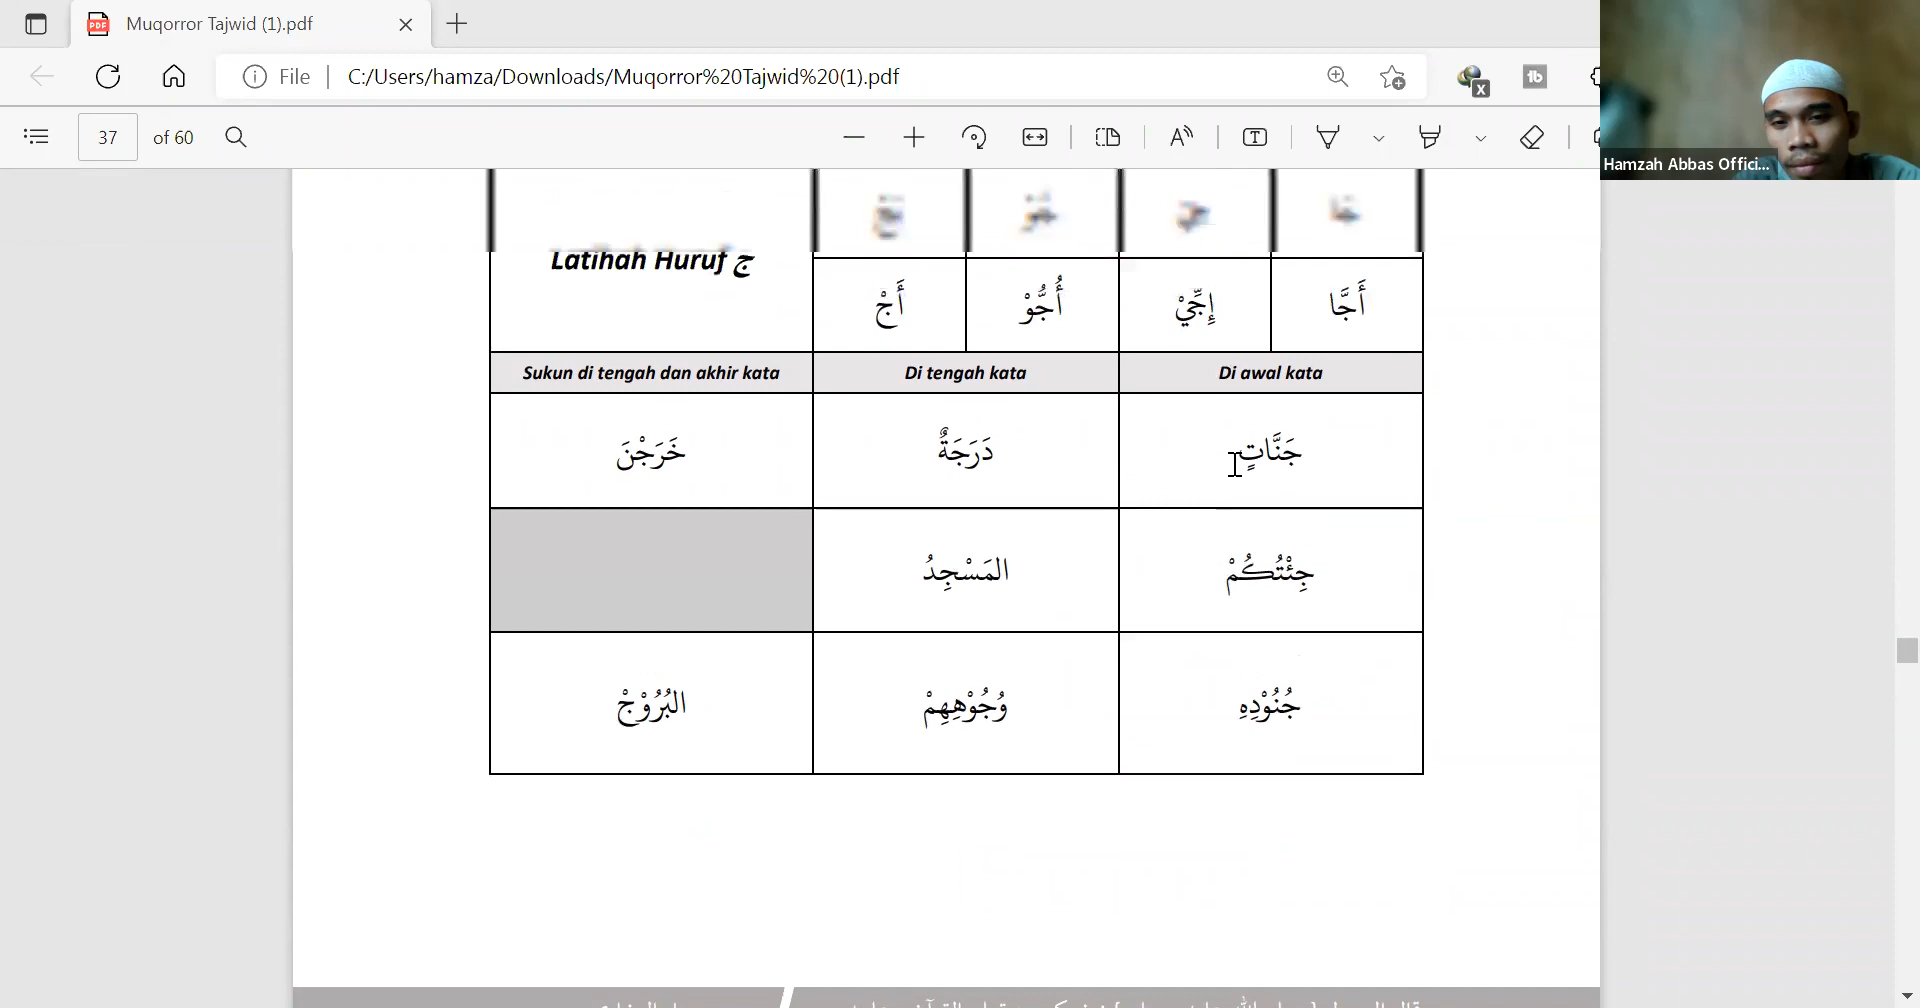 Muqorror Tajwid (1).pdf
File
C:/Users/hamza/Downloads/Muqorror%20Tajwid%20(1).pdf
37 of 60
Hamzah Abbas Offici...
Latihah Huruf ج
أَجَّا إِجِّيْ أُجُّوْ أَجْ
Sukun di tengah dan akhir kata Di tengah kata Di awal kata
جَنَّاتٍ دَرَجَةٌ خَرَجْنَ
جِئْتُكُمْ المَسْجِدُ
جُنُوْدِهِ وُجُوْهِهِمْ البُرُوْجْ